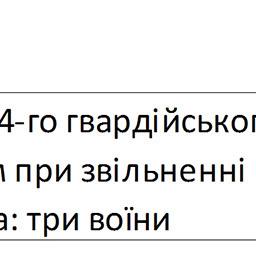 4-го гвардійськог
м при звільненні
а: три воїни